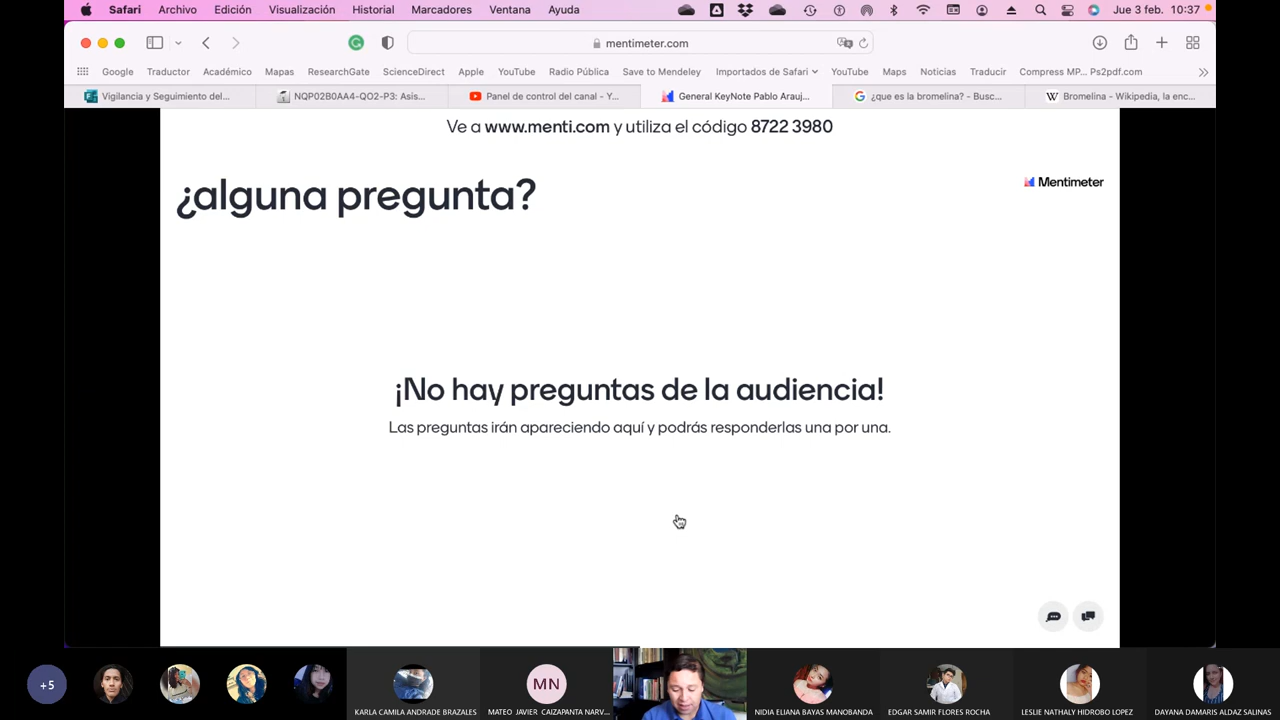 Safari Archivo Edición Visualización Historial Marcadores Ventana Ayuda Jue 3 feb. 10:37
mentimeter.com
Google Traductor Académico Mapas ResearchGate ScienceDirect Apple YouTube Radio Pública Save to Mendeley Importados de Safari YouTube Maps Noticias Traducir Compress MP... Ps2pdf.com
Vigilancia y Seguimiento del... NQP02B0AA4-QO2-P3: Asis... Panel de control del canal - Y... General KeyNote Pablo Arauj... ¿que es la bromelina? - Busc... Bromelina - Wikipedia, la enc...
Ve a www.menti.com y utiliza el código 8722 3980
¿alguna pregunta?
Mentimeter
¡No hay preguntas de la audiencia!
Las preguntas irán apareciendo aquí y podrás responderlas una por una.
+5
MN
KARLA CAMILA ANDRADE BRAZALES MATEO JAVIER CAIZAPANTA NARV... NIDIA ELIANA BAYAS MANOBANDA EDGAR SAMIR FLORES ROCHA LESLIE NATHALY HIDROBO LOPEZ DAYANA DAMARIS ALDAZ SALINAS